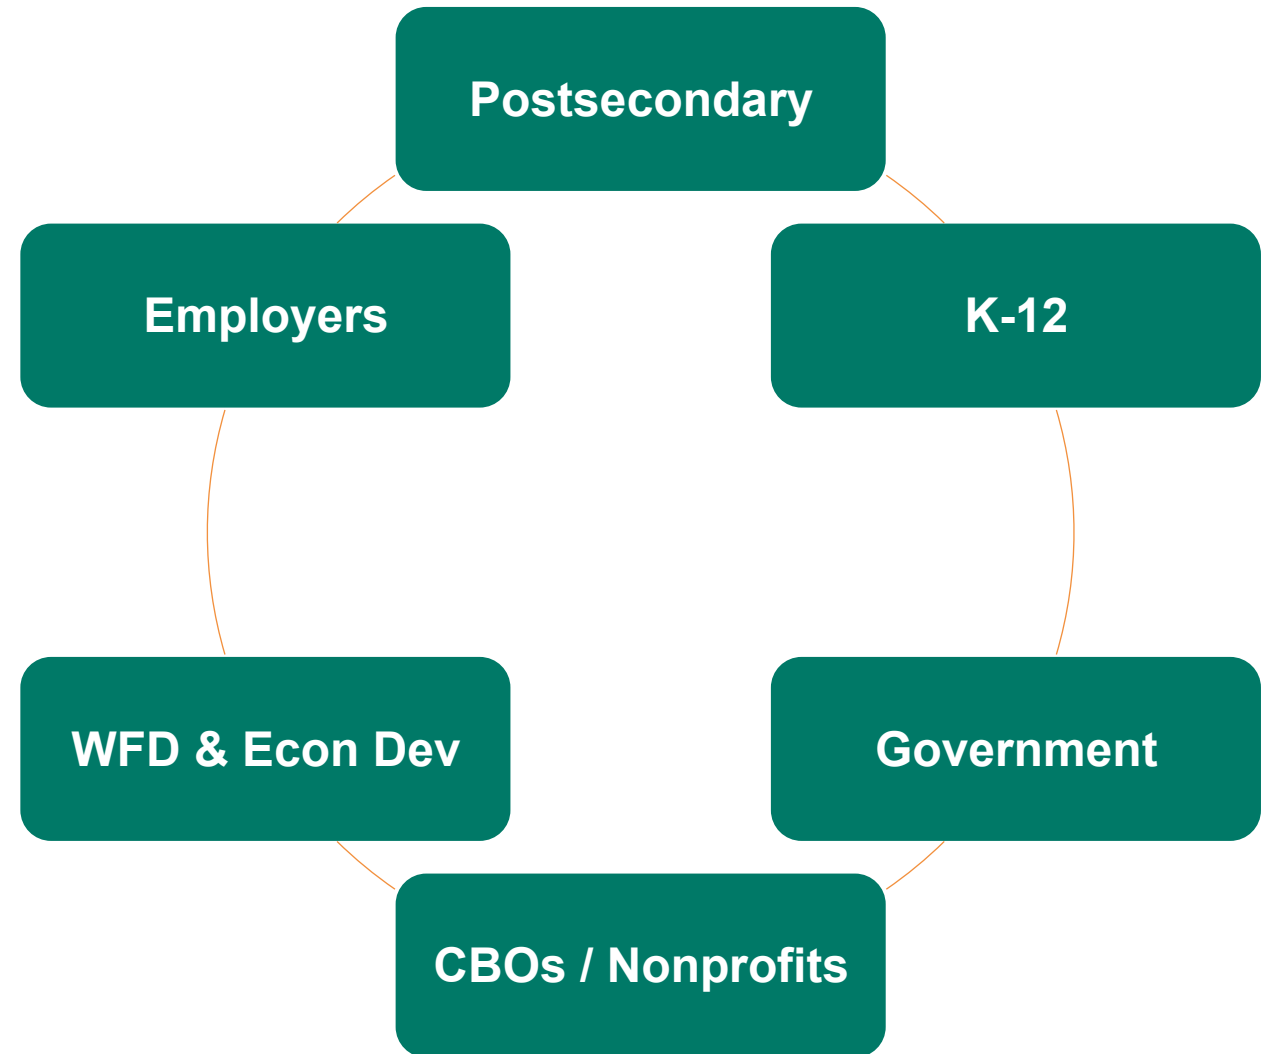 Postsecondary
Employers
K-12
WFD & Econ Dev
Government
CBOs / Nonprofits